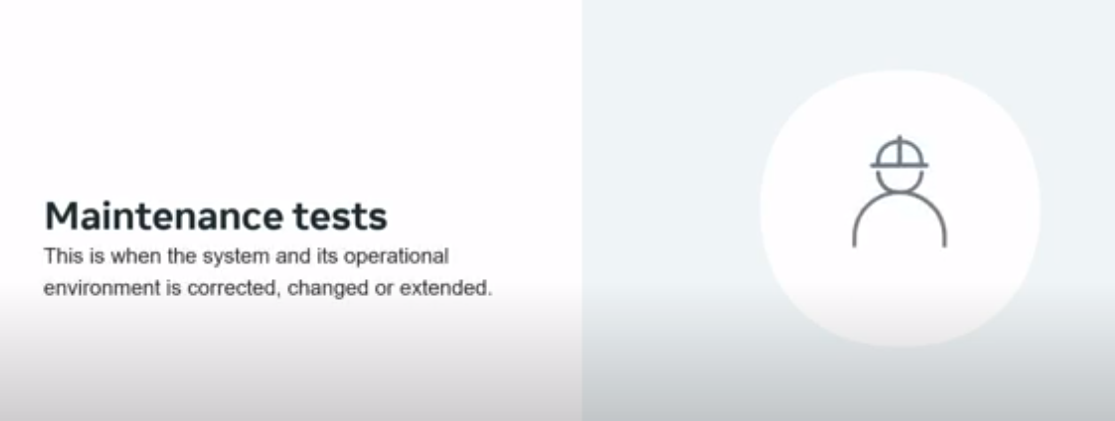 Maintenance tests
This is when the system and its operational
environment is corrected, changed or extended.